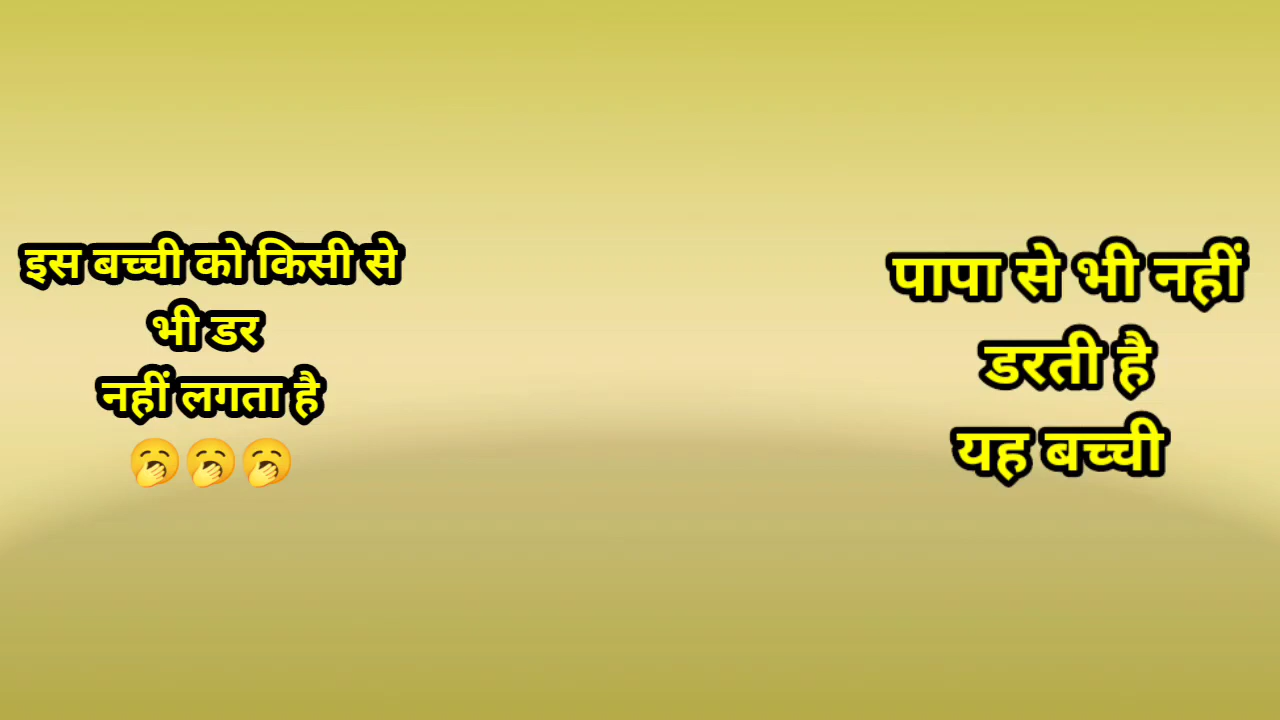 इस बच्ची को किसी से
भी डर
नहीं लगता है
🥱🥱🥱
पापा से भी नहीं
डरती है
यह बच्ची